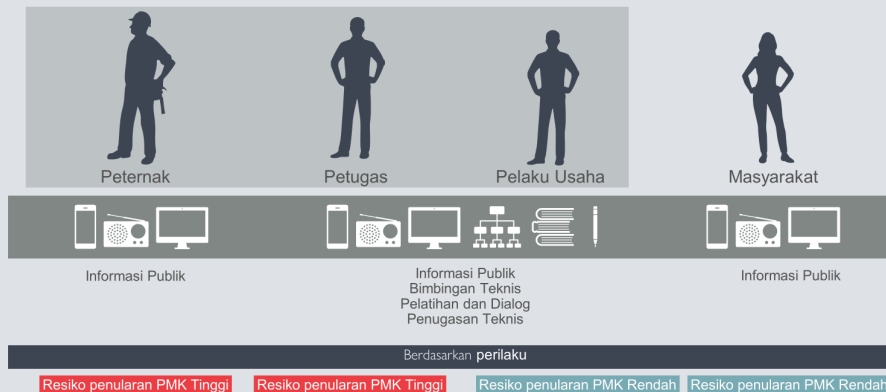 Peternak
Petugas
Pelaku Usaha
Masyarakat
Informasi Publik
Informasi Publik
Bimbingan Teknis
Pelatihan dan Dialog
Penugasan Teknis
Informasi Publik
Berdasarkan perilaku
Resiko penularan PMK Tinggi
Resiko penularan PMK Tinggi
Resiko penularan PMK Rendah
Resiko penularan PMK Rendah